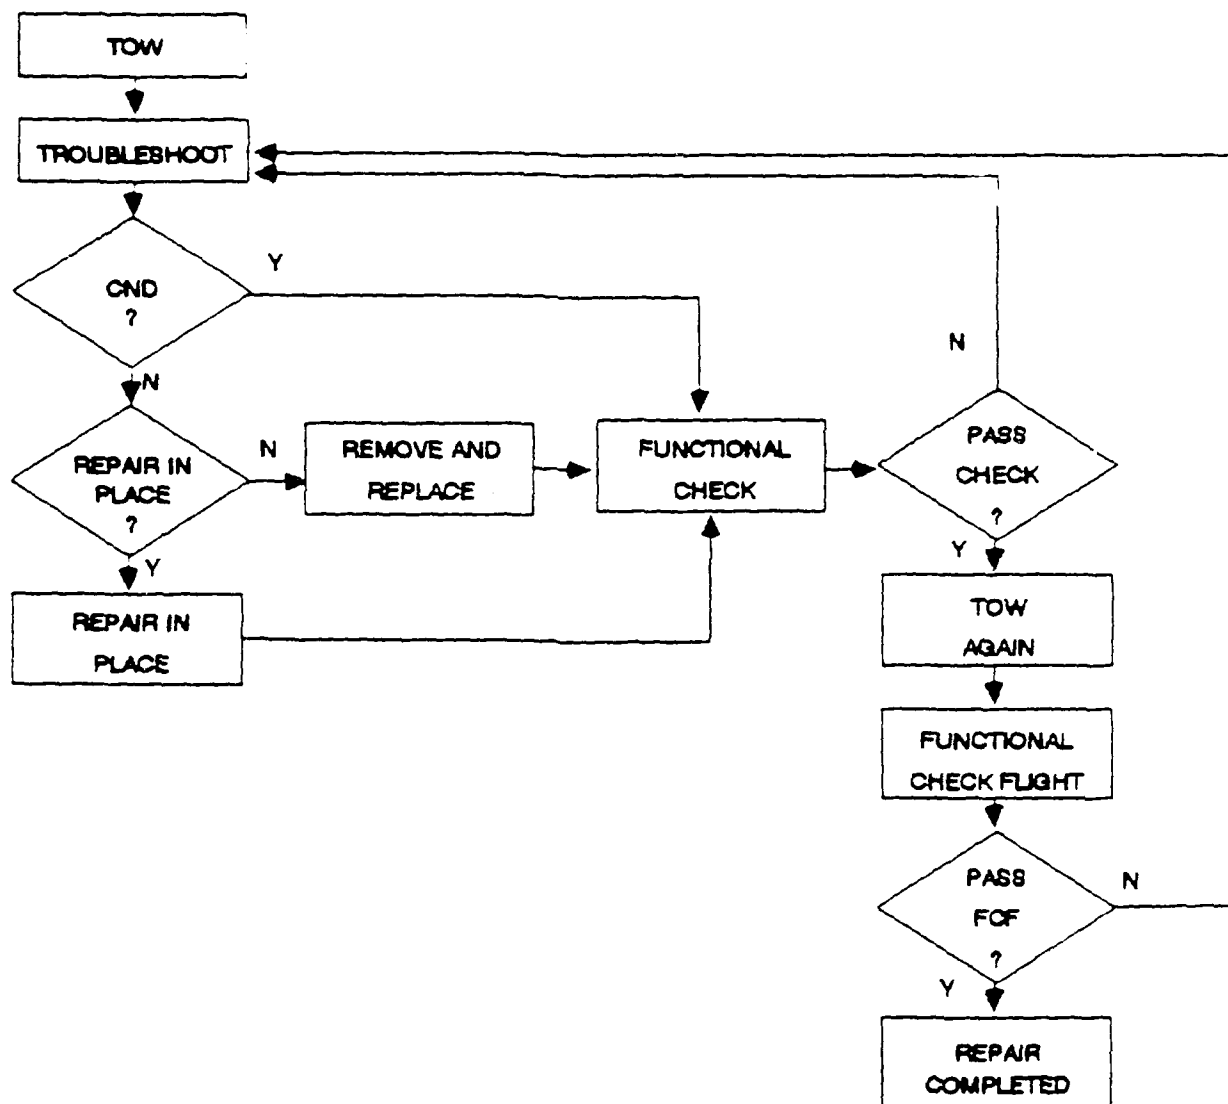 TOW
TROUBLESHOOT
CND
?
Y
N
REPAIR IN
PLACE
?
N
Y
REMOVE AND
REPLACE
REPAIR IN
PLACE
FUNCTIONAL
CHECK
PASS
CHECK
?
N
Y
TOW
AGAIN
FUNCTIONAL
CHECK FLIGHT
PASS
FCF
?
N
Y
REPAIR
COMPLETED